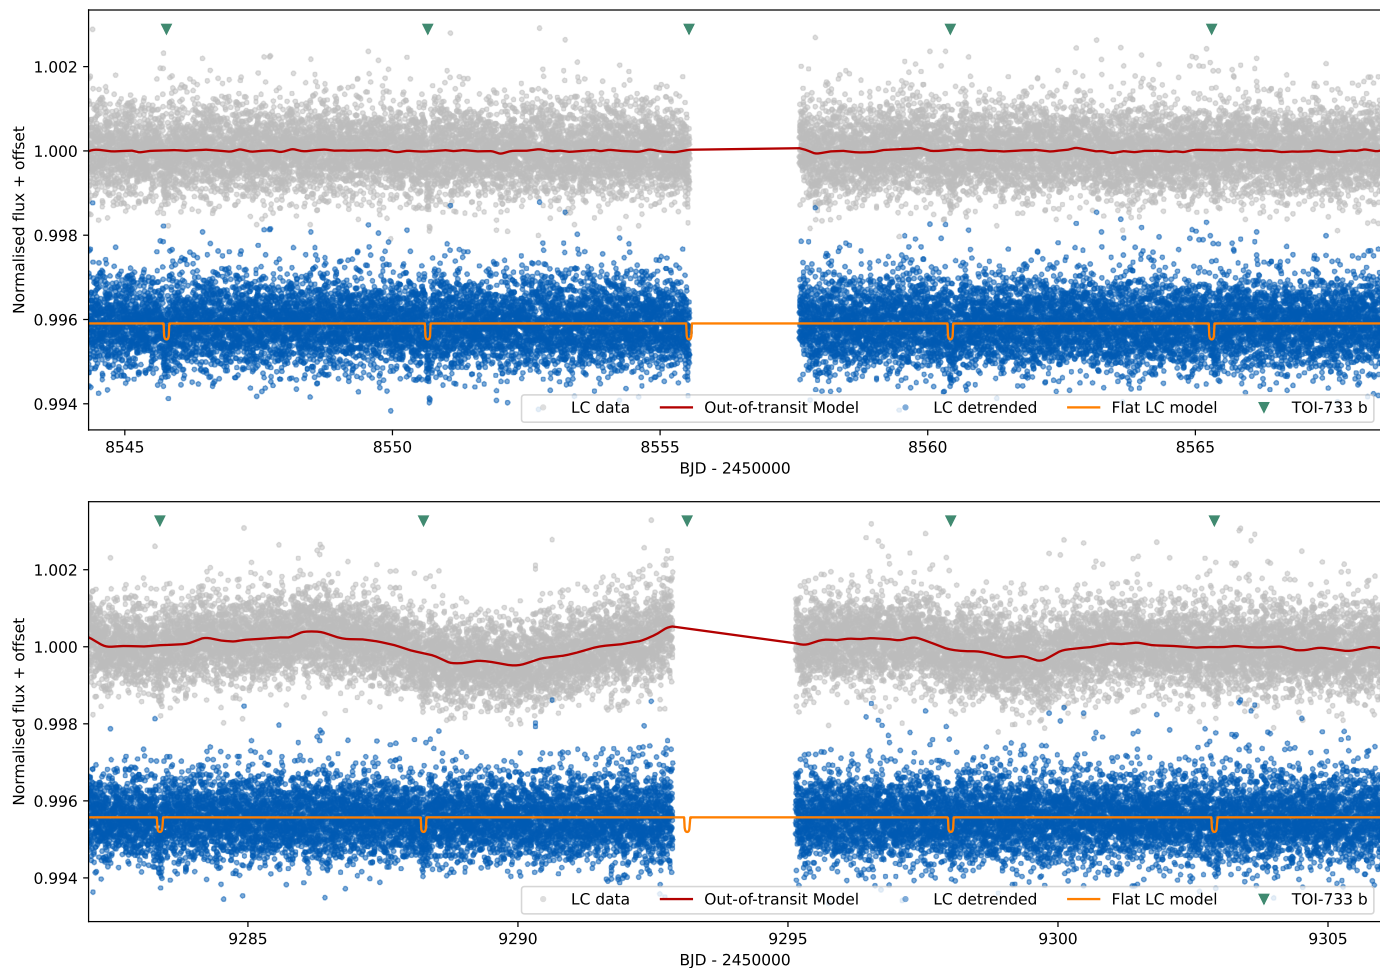 1.002
1.000
0.998
0.996
0.994
Normalised flux + offset
LC data
Out-of-transit Model
LC detrended
Flat LC model
TOI-733 b
8545
8550
8555
8560
8565
BJD - 2450000
1.002
1.000
0.998
0.996
0.994
Normalised flux + offset
LC data
Out-of-transit Model
LC detrended
Flat LC model
TOI-733 b
9285
9290
9295
9300
9305
BJD - 2450000